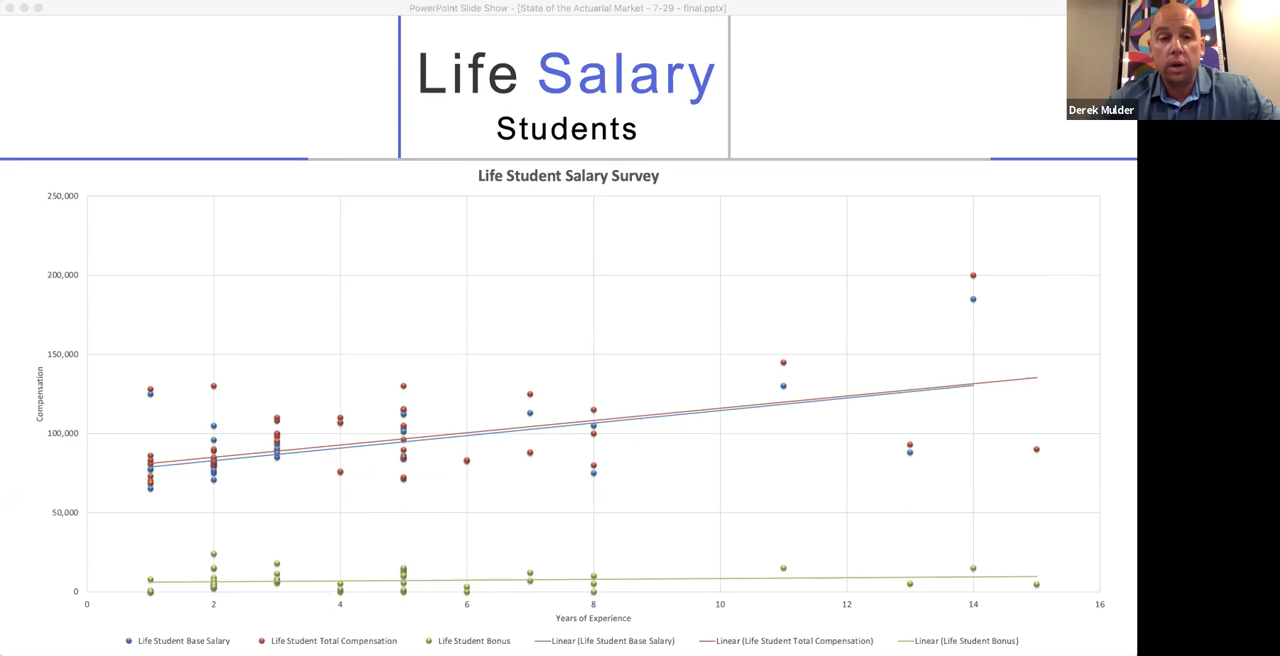 PowerPoint Slide Show - [State of the Actuarial Market - 7-29 - final.pptx]
Life Salary
Students
Derek Mulder
Life Student Salary Survey
250,000
200,000
150,000
100,000
50,000
0
Compensation
0 2 4 6 8 10 12 14 16
Years of Experience
Life Student Base Salary Life Student Total Compensation Life Student Bonus Linear (Life Student Base Salary) Linear (Life Student Total Compensation) Linear (Life Student Bonus)